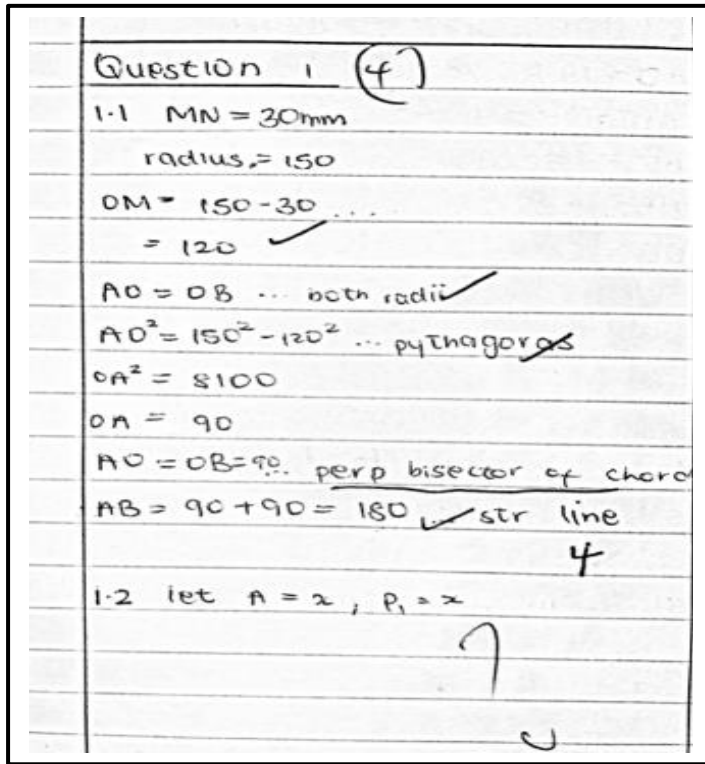 Question 1 4
1.1 MN = 30mm
radius, = 150
OM = 150 - 30 ...
= 120 ✓
AO = OB ... both radii ✓
AO² = 150² - 120² ... pythagoras
OA² = 8100
OA = 90
AO = OB = 90 ... perp bisector of chord
AB = 90 + 90 = 180 ✓ str line
4
1.2 let A = x, P₁ = x